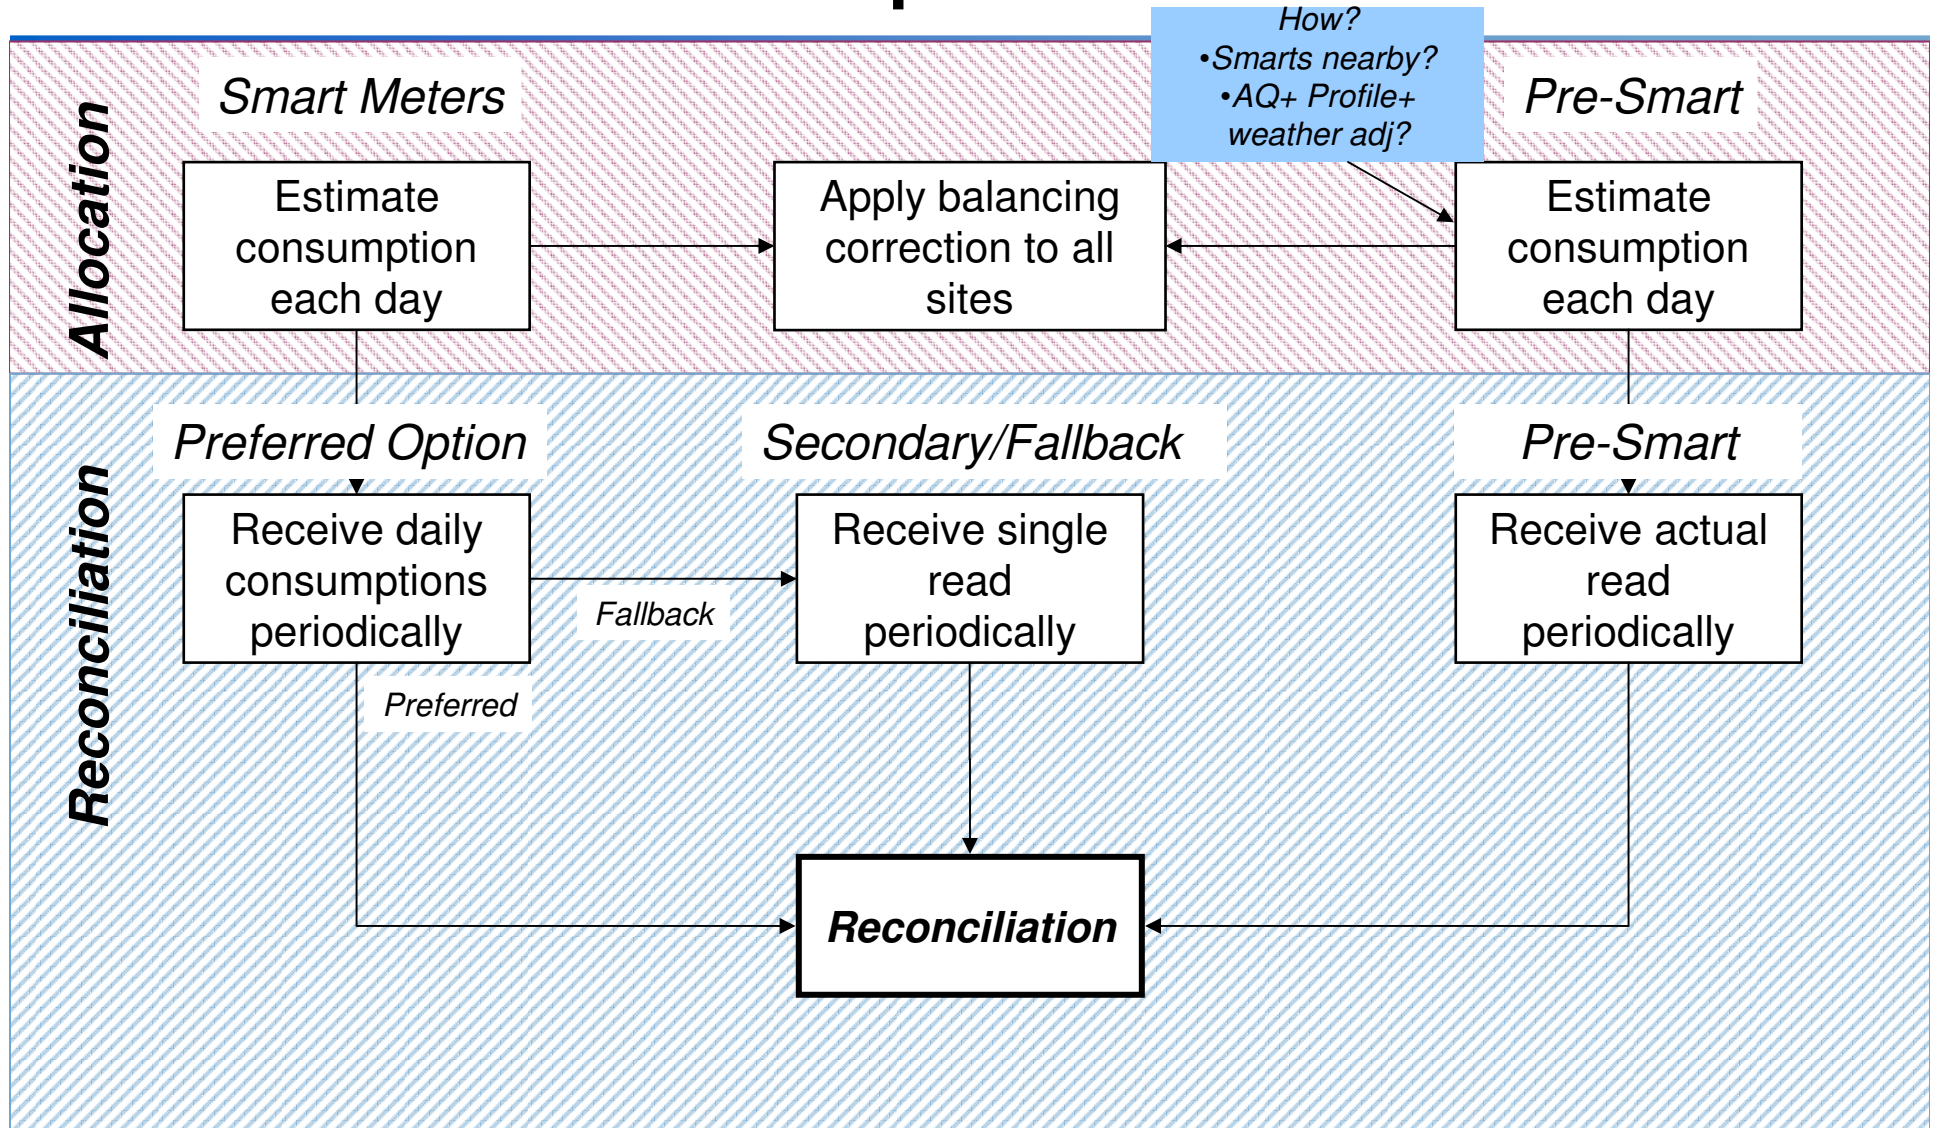 How?
•Smarts nearby?
•AQ+ Profile+
weather adj?
Smart Meters
Pre-Smart
Allocation
Estimate
consumption
each day
Apply balancing
correction to all
sites
Estimate
consumption
each day
Preferred Option
Secondary/Fallback
Pre-Smart
Reconciliation
Receive daily
consumptions
periodically
Fallback
Receive single
read
periodically
Receive actual
read
periodically
Preferred
Reconciliation